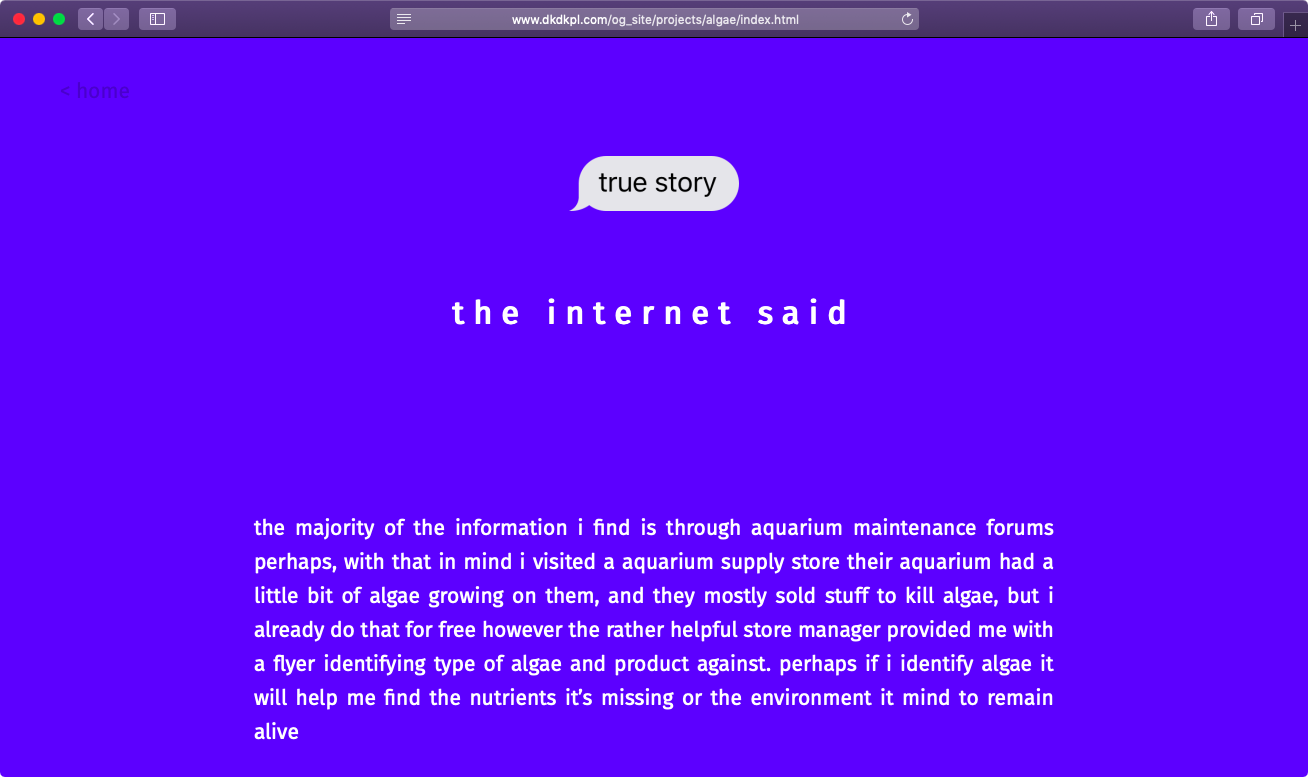 www.dkdkpl.com/og_site/projects/algae/index.html
< home
true story
the internet said
the majority of the information i find is through aquarium maintenance forums
perhaps, with that in mind i visited a aquarium supply store their aquarium had a
little bit of algae growing on them, and they mostly sold stuff to kill algae, but i
already do that for free however the rather helpful store manager provided me with
a flyer identifying type of algae and product against. perhaps if i identify algae it
will help me find the nutrients it’s missing or the environment it mind to remain
alive